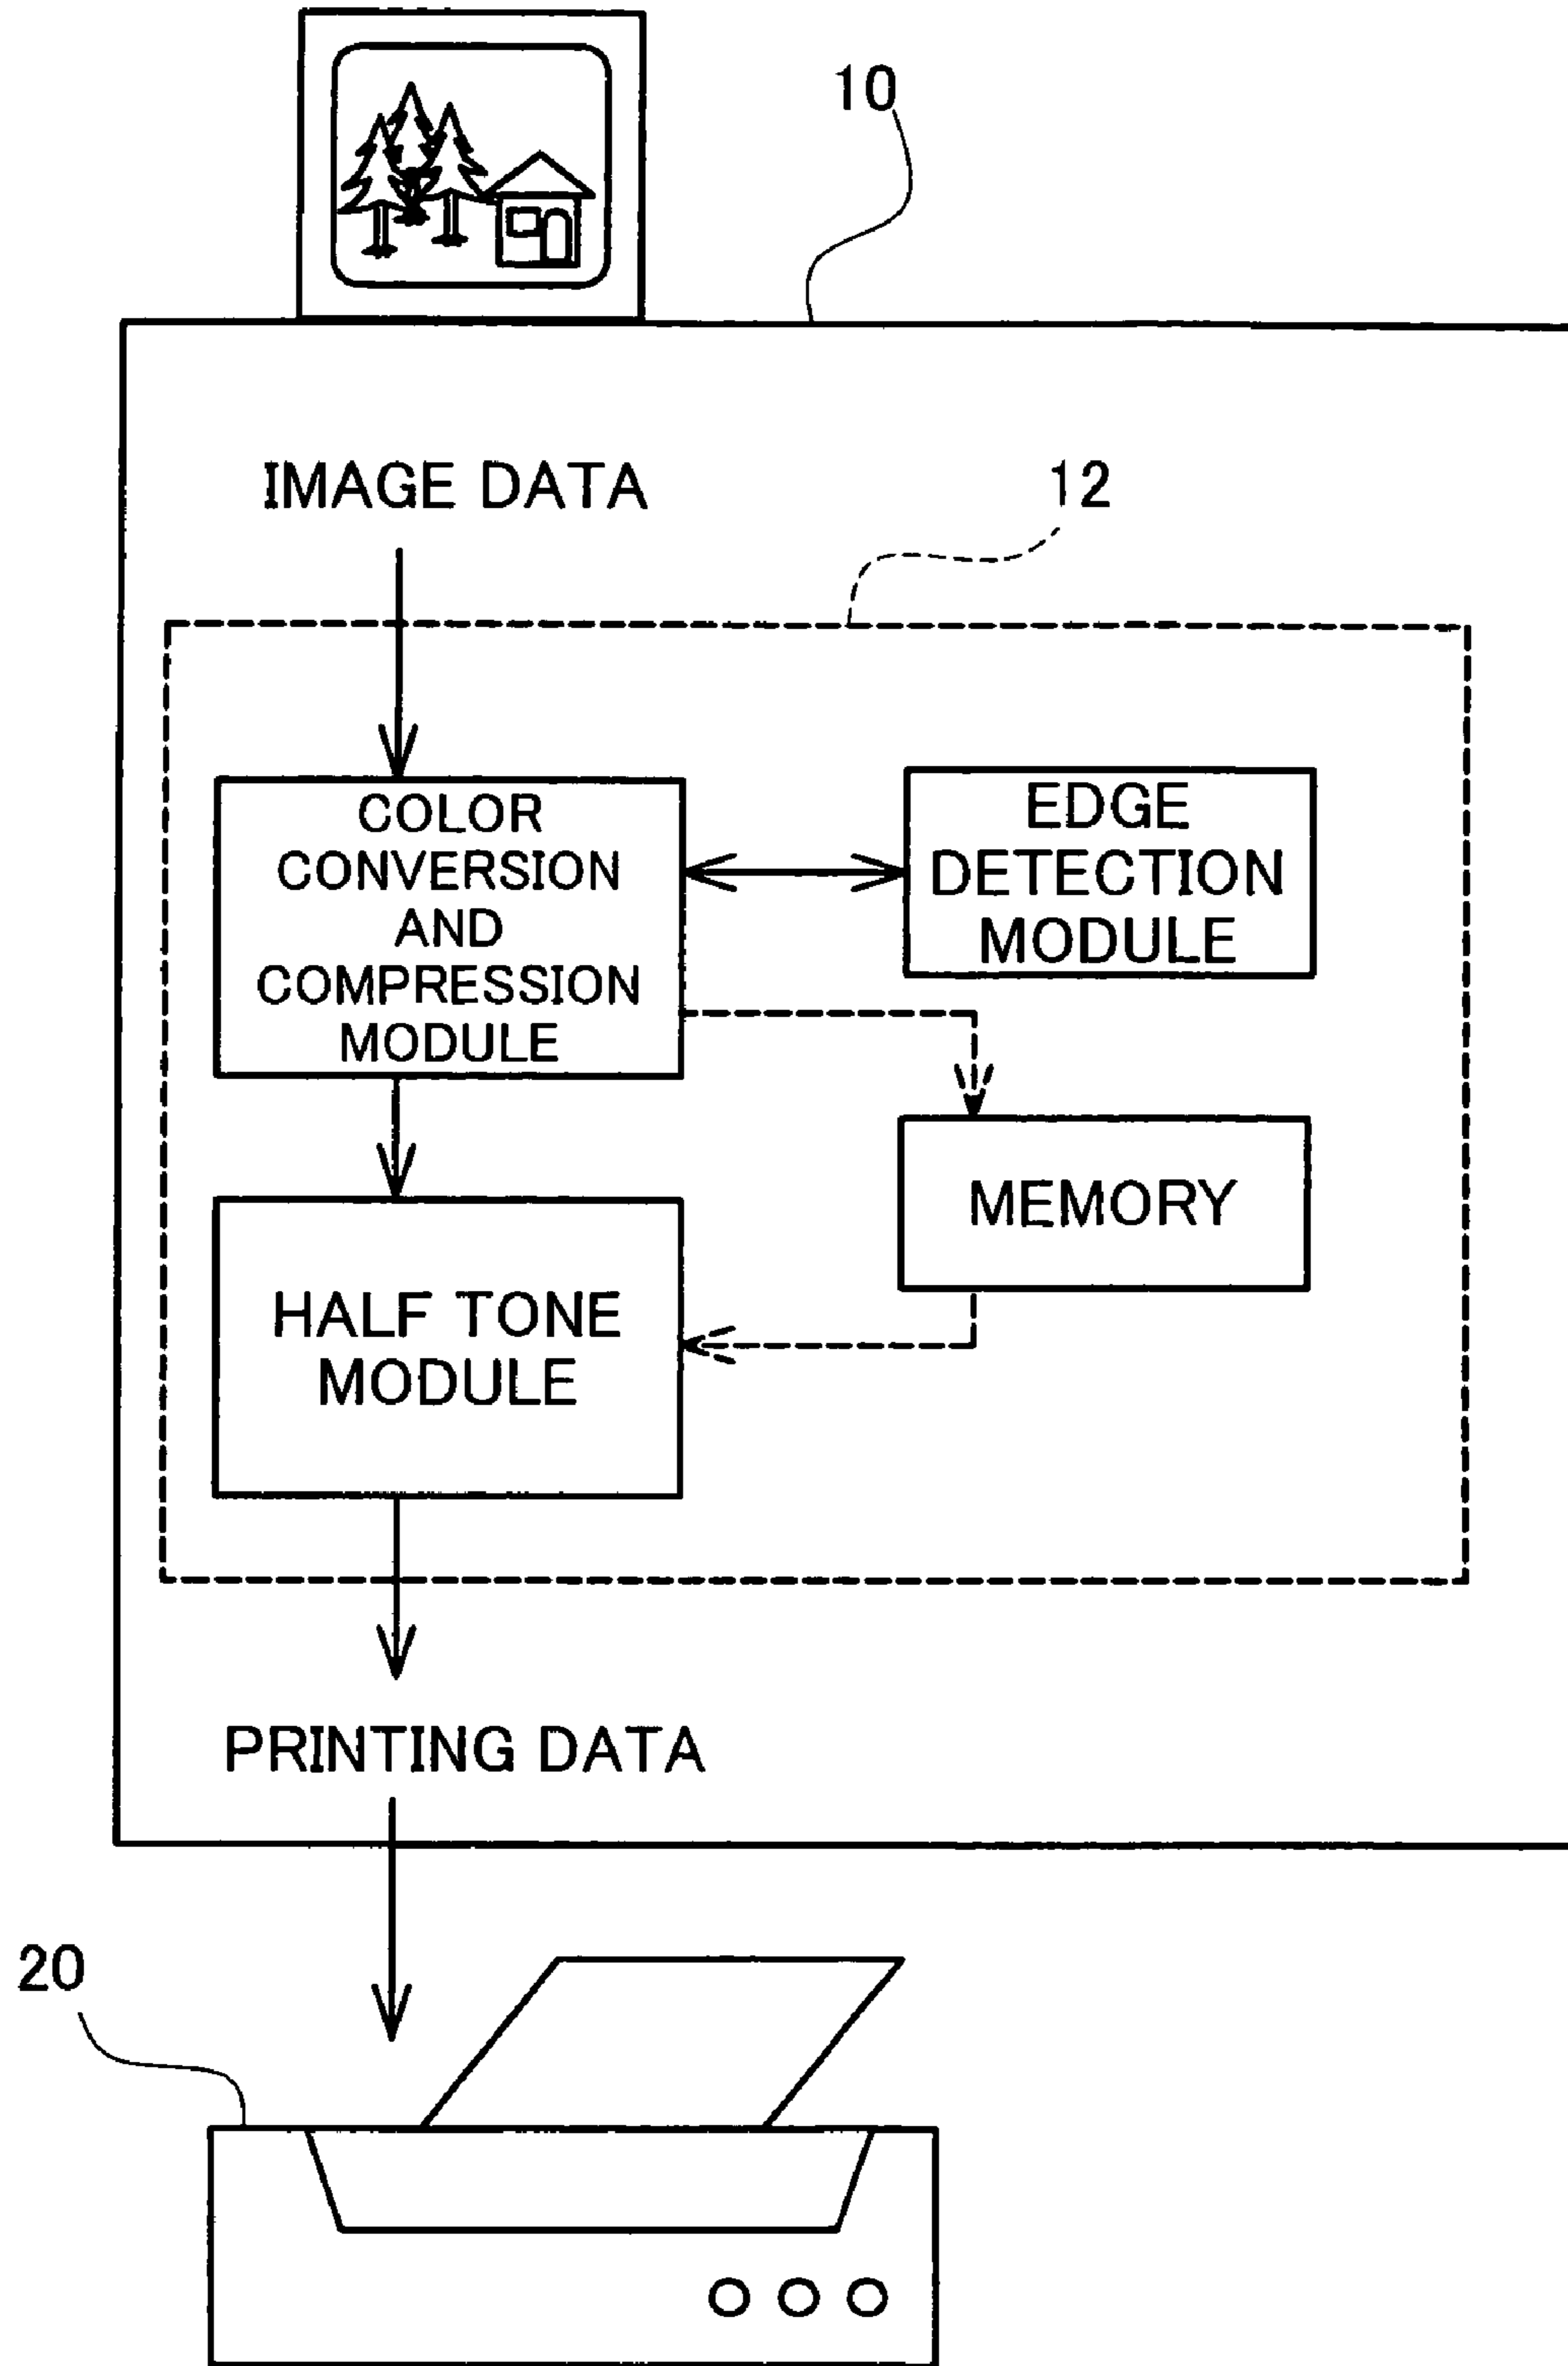 10
IMAGE DATA
12
COLOR
CONVERSION
AND
COMPRESSION
MODULE
EDGE
DETECTION
MODULE
MEMORY
HALF TONE
MODULE
PRINTING DATA
20